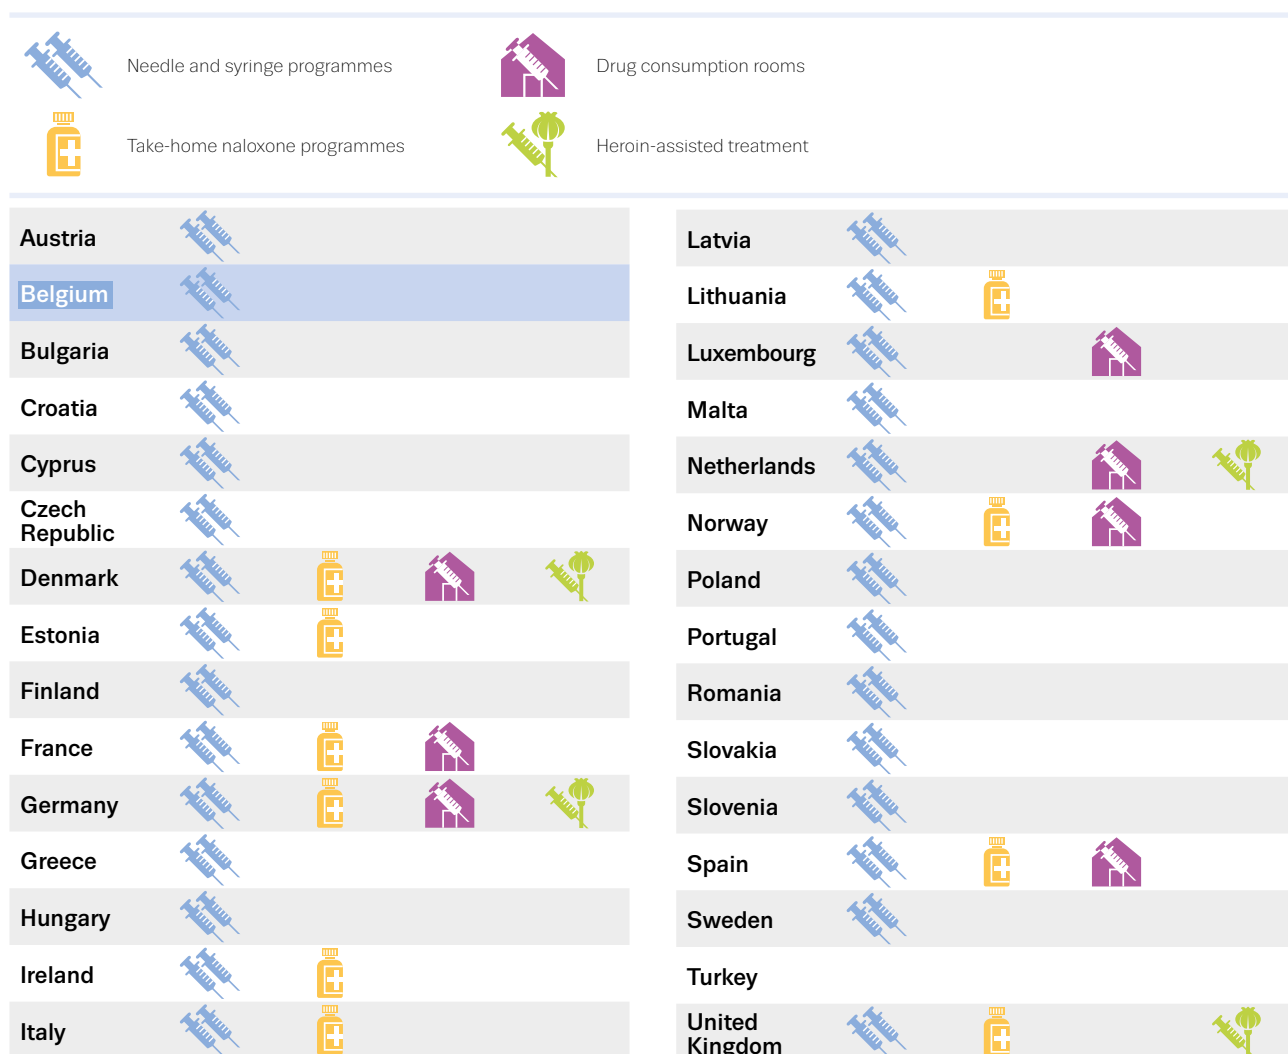 Needle and syringe programmes
Drug consumption rooms
Take-home naloxone programmes
Heroin-assisted treatment
Austria
Belgium
Bulgaria
Croatia
Cyprus
Czech
Republic
Denmark
Estonia
Finland
France
Germany
Greece
Hungary
Ireland
Italy
Latvia
Lithuania
Luxembourg
Malta
Netherlands
Norway
Poland
Portugal
Romania
Slovakia
Slovenia
Spain
Sweden
Turkey
United
Kingdom